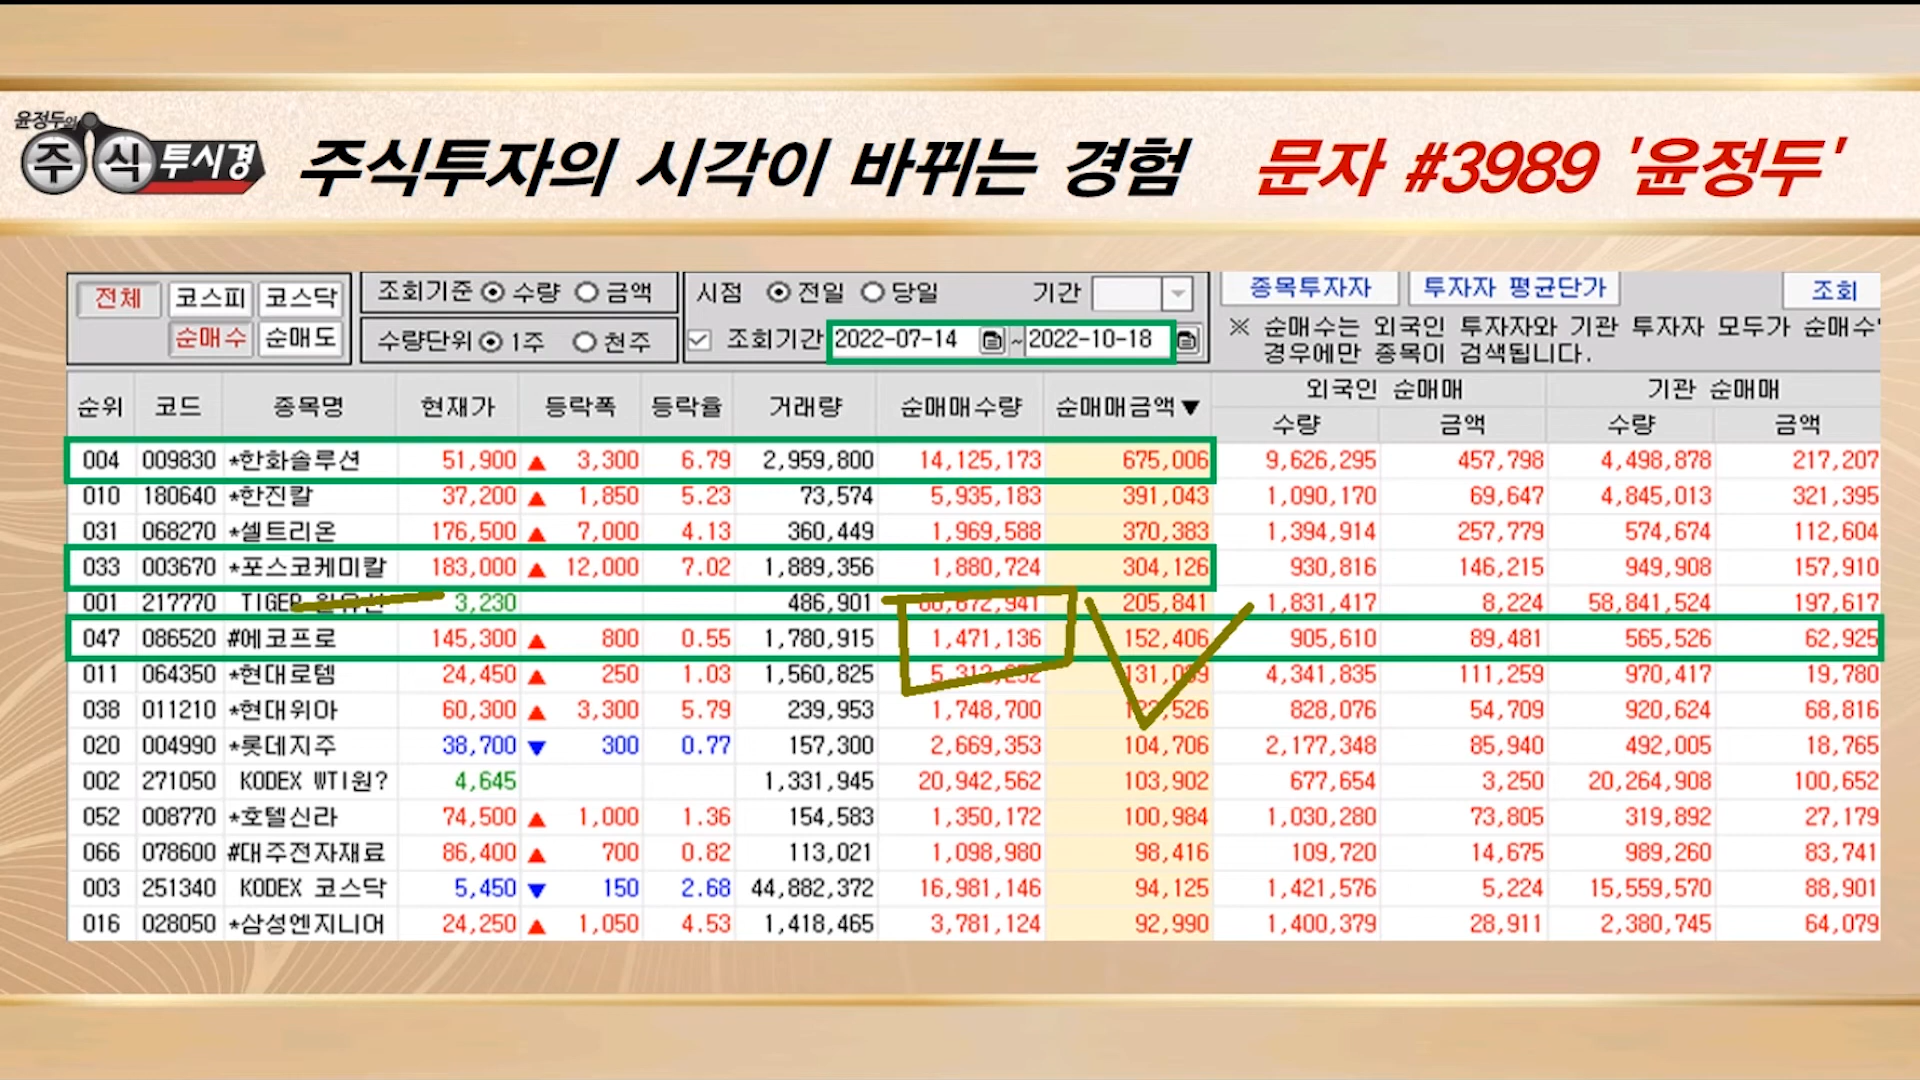 윤정두의
주식투시경
주식투자의 시각이 바뀌는 경험 문자 #3989 '윤정두'
전체 코스피 코스닥 조회기준 수량 금액 시점 전일 당일 기간 종목투자자 투자자 평균단가 조회
순매수 순매도 수량단위 1주 천주 조회기간 2022-07-14 ~ 2022-10-18 ※ 순매수는 외국인 투자자와 기관 투자자 모두가 순매수
경우에만 종목이 검색됩니다.
순위 코드 종목명 현재가 등락폭 등락율 거래량 순매매수량 순매매금액▼ 외국인 순매매 기관 순매매
수량 금액 수량 금액
004 009830 *한화솔루션 51,900 ▲ 3,300 6.79 2,959,800 14,125,173 675,006 9,626,295 457,798 4,498,878 217,207
010 180640 *한진칼 37,200 ▲ 1,850 5.23 73,574 5,935,183 391,043 1,090,170 69,647 4,845,013 321,395
031 068270 *셀트리온 176,500 ▲ 7,000 4.13 360,449 1,969,588 370,383 1,394,914 257,779 574,674 112,604
033 003670 *포스코케미칼 183,000 ▲ 12,000 7.02 1,889,356 1,880,724 304,126 930,816 146,215 949,908 157,910
001 217770 TIGER 3,230 486,901 205,841 1,831,417 8,224 58,841,524 197,617
047 086520 #에코프로 145,300 ▲ 800 0.55 1,780,915 1,471,136 152,406 905,610 89,481 565,526 62,925
011 064350 *현대로템 24,450 ▲ 250 1.03 1,560,825 4,341,835 111,259 970,417 19,780
038 011210 *현대위아 60,300 ▲ 3,300 5.79 239,953 1,748,700 828,076 54,709 920,624 68,816
020 004990 *롯데지주 38,700 ▼ 300 0.77 157,300 2,669,353 104,706 2,177,348 85,940 492,005 18,765
002 271050 KODEX WTI원? 4,645 1,331,945 20,942,562 103,902 677,654 3,250 20,264,908 100,652
052 008770 *호텔신라 74,500 ▲ 1,000 1.36 154,583 1,350,172 100,984 1,030,280 73,805 319,892 27,179
066 078600 #대주전자재료 86,400 ▲ 700 0.82 113,021 1,098,980 98,416 109,720 14,675 989,260 83,741
003 251340 KODEX 코스닥 5,450 ▼ 150 2.68 44,882,372 16,981,146 94,125 1,421,576 5,224 15,559,570 88,901
016 028050 *삼성엔지니어 24,250 ▲ 1,050 4.53 1,418,465 3,781,124 92,990 1,400,379 28,911 2,380,745 64,079